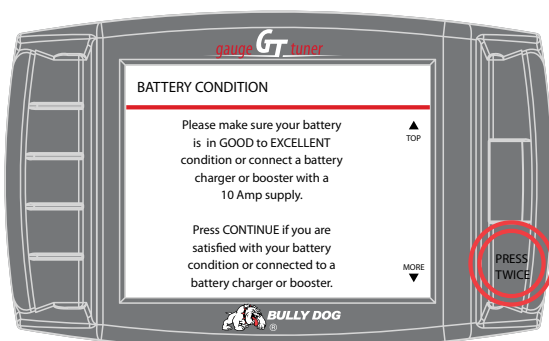 gauge GT tuner
BATTERY CONDITION
Please make sure your battery
is in GOOD to EXCELLENT
condition or connect a battery
charger or booster with a
10 Amp supply.
Press CONTINUE if you are
satisfied with your battery
condition or connected to a
battery charger or booster.
TOP
MORE
PRESS
TWICE
BULLY DOG
®